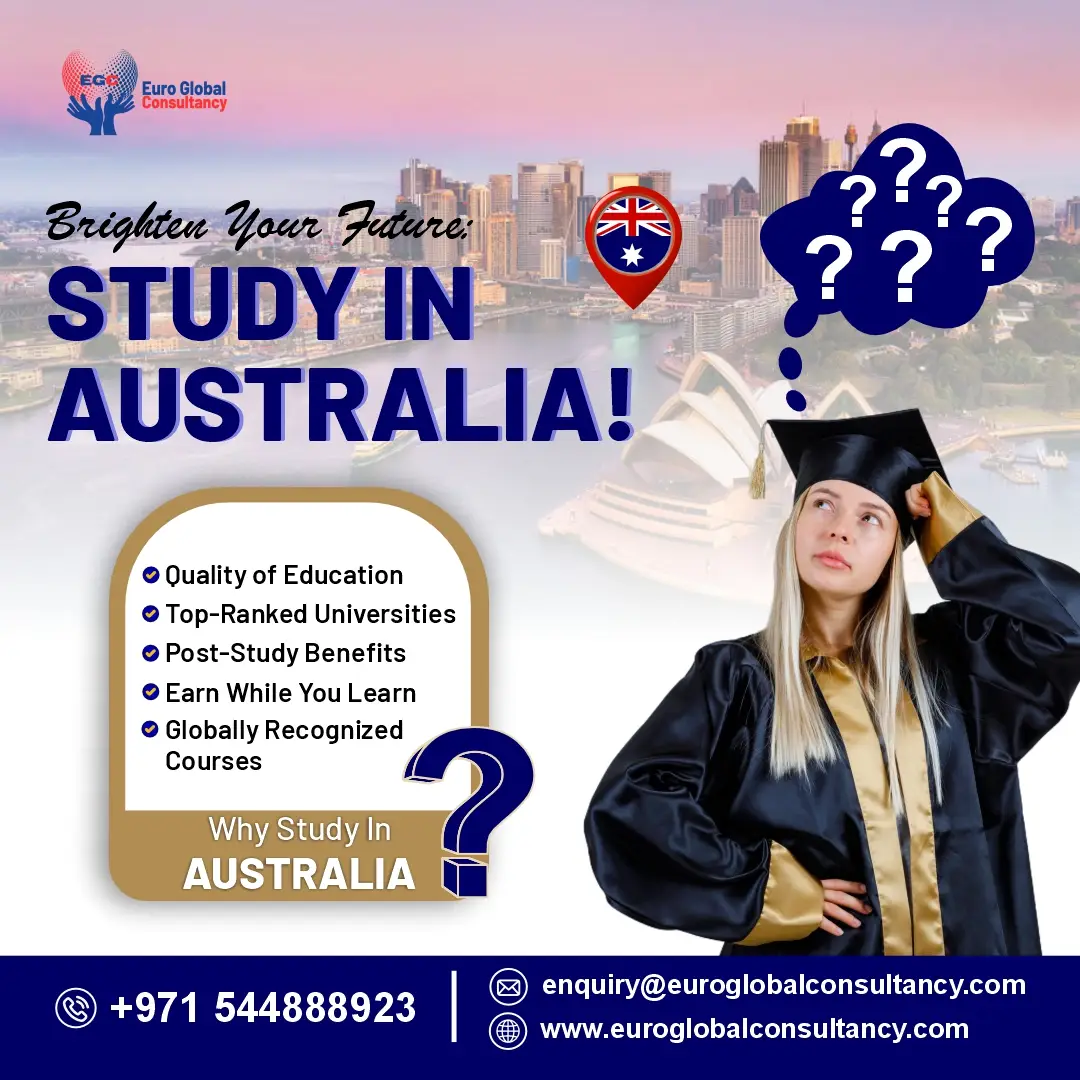 EGC
Euro Global
Consultancy
Brighten Your Future:
STUDY IN
AUSTRALIA!
? ? ? ? ? ?
Quality of Education
Top-Ranked Universities
Post-Study Benefits
Earn While You Learn
Globally Recognized
Courses
Why Study In
AUSTRALIA
?
+971 544888923
enquiry@euroglobalconsultancy.com
www.euroglobalconsultancy.com